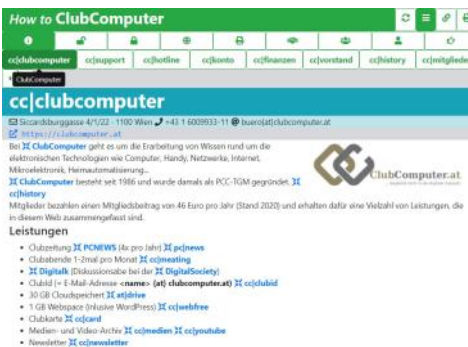 How to ClubComputer
cc|clubcomputer cc|support cc|hotline cc|konto cc|finanzen cc|vorstand cc|history cc|mitgliede
ClubComputer
cc|clubcomputer
Siccardsburggasse 4/1/22 - 1100 Wien +43 1 6009933-11 @ buero[at]clubcomputer.at
https://clubcomputer.at
Bei ClubComputer geht es um die Erarbeitung von Wissen rund um die
elektronischen Technologien wie Computer, Handy, Netzwerke, Internet,
Mikroelektronik, Heimautomatisierung...
ClubComputer.at
ClubComputer besteht seit 1986 und wurde damals als PCC-TGM gegründet.
cc|history
Mitglieder bezahlen einen Mitgliedsbeitrag von 46 Euro pro Jahr (Stand 2020) und erhalten dafür eine Vielzahl von Leistungen, die
in diesem Web zusammengefasst sind.
Leistungen
• Clubzeitung PCNEWS (4x pro Jahr) pc|news
• Clubabende 1-2mal pro Monat cc|meating
• Digitalk (Diskussionsabe bei der DigitalSociety)
• ClubId (= E-Mail-Adresse <name> (at) clubcomputer.at) cc|clubid
• 30 GB Cloudspeicher at|drive
• 1 GB Webspace (inlusive WordPress) cc|webfree
• Clubkarte cc|card
• Medien- und Video-Archiv cc|medien cc|youtube
• Newsletter cc|newsletter